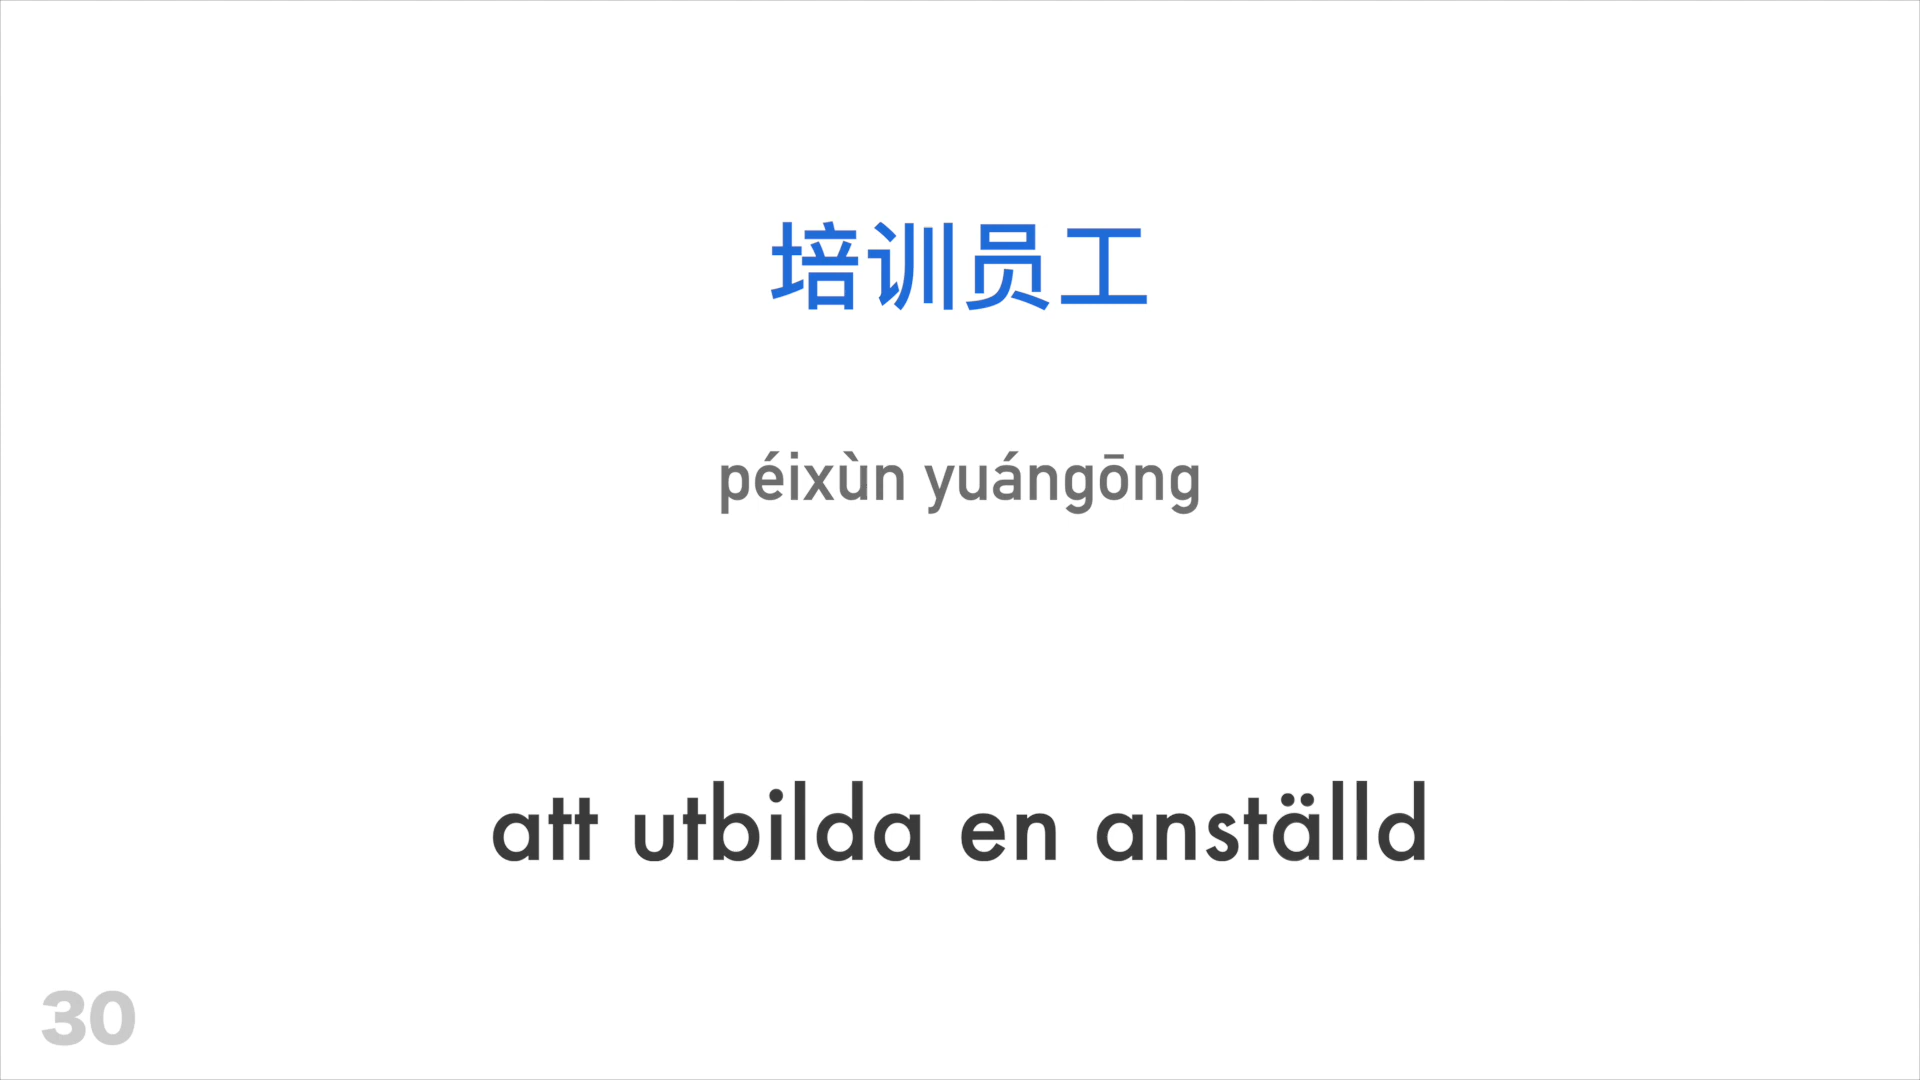 培训员工
péixùn yuángōng
att utbilda en anställd
30